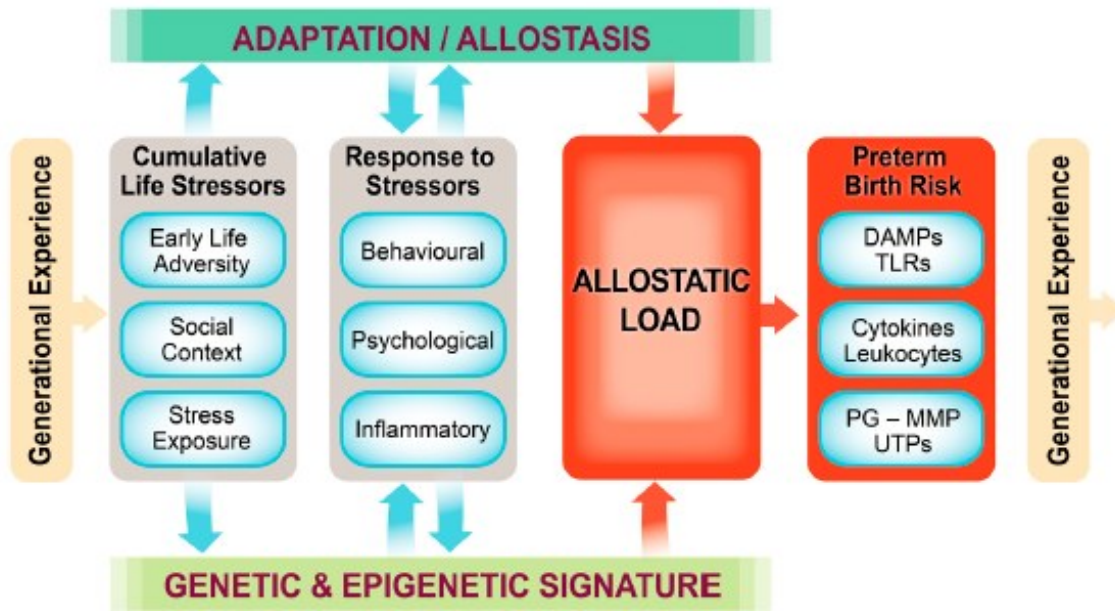 ADAPTATION / ALLOSTASIS
Generational Experience
Cumulative
Life Stressors
Early Life
Adversity
Social
Context
Stress
Exposure
Response to
Stressors
Behavioural
Psychological
Inflammatory
ALLOSTATIC
LOAD
Preterm
Birth Risk
DAMPs
TLRs
Cytokines
Leukocytes
PG – MMP
UTPs
Generational Experience
GENETIC & EPIGENETIC SIGNATURE